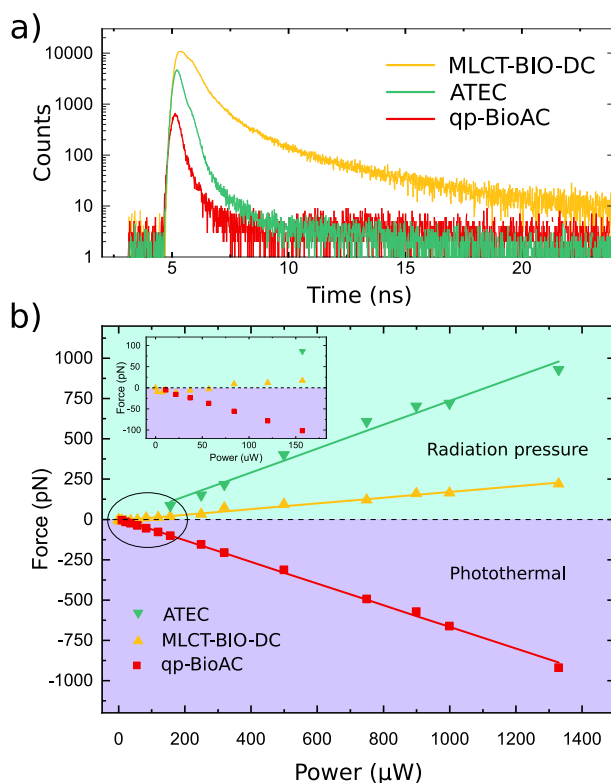 a)
10000
1000
100
10
1
Counts
MLCT-BIO-DC
ATEC
qp-BioAC
5
10
15
20
Time (ns)
b)
1000
750
500
250
0
-250
-500
-750
-1000
Force (pN)
100
50
0
-50
-100
Force (pN)
0
50
100
150
Power (uW)
Radiation pressure
Photothermal
ATEC
MLCT-BIO-DC
qp-BioAC
0
200
400
600
800
1000
1200
1400
Power (μW)